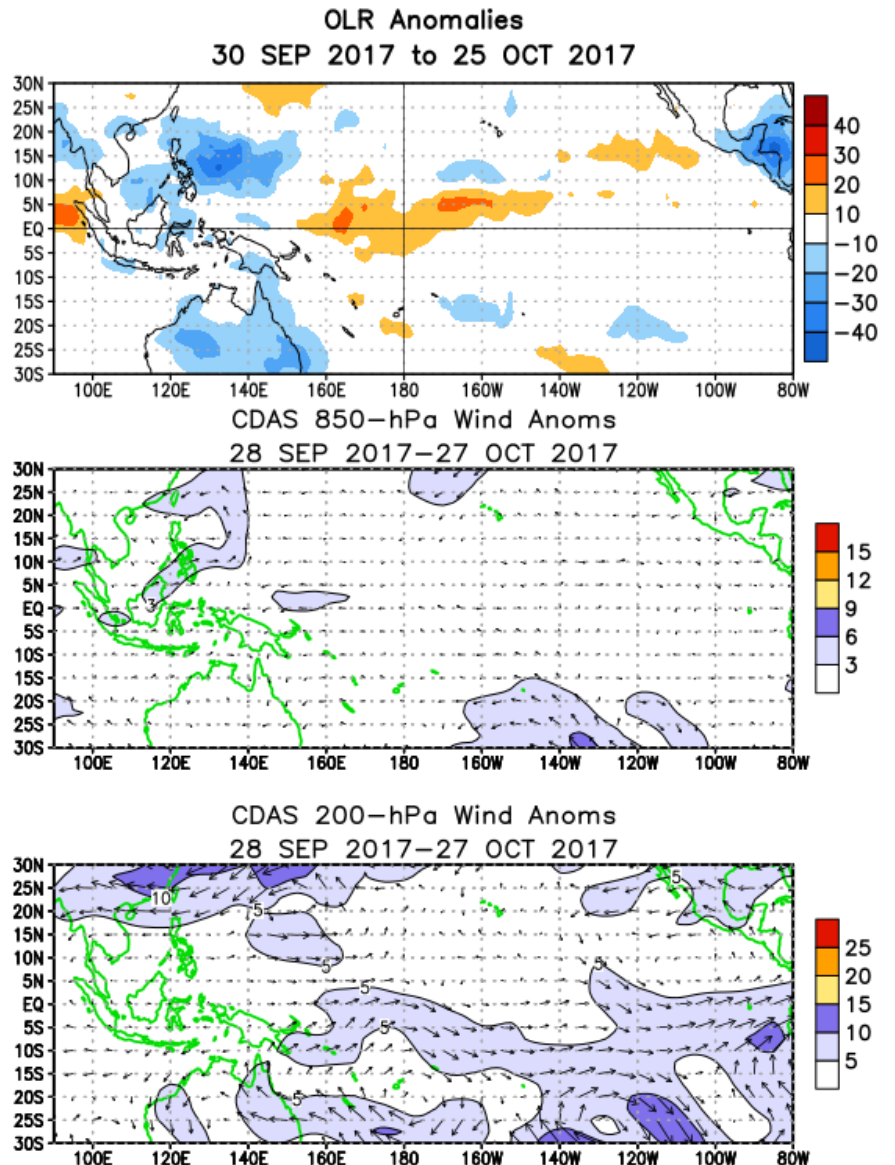 OLR Anomalies
30 SEP 2017 to 25 OCT 2017
30N
25N
20N
15N
10N
5N
EQ
5S
10S
15S
20S
25S
30S
100E 120E 140E 160E 180 160W 140W 120W 100W 80W
40
30
20
10
-10
-20
-30
-40
CDAS 850-hPa Wind Anoms
28 SEP 2017-27 OCT 2017
30N
25N
20N
15N
10N
5N
EQ
5S
10S
15S
20S
25S
30S
3
100E 120E 140E 160E 180 160W 140W 120W 100W 80W
15
12
9
6
3
CDAS 200-hPa Wind Anoms
28 SEP 2017-27 OCT 2017
30N
25N
20N
15N
10N
5N
EQ
5S
10S
15S
20S
25S
30S
10
5
5
5
5
5
5
5
100E 120E 140E 160E 180 160W 140W 120W 100W 80W
25
20
15
10
5